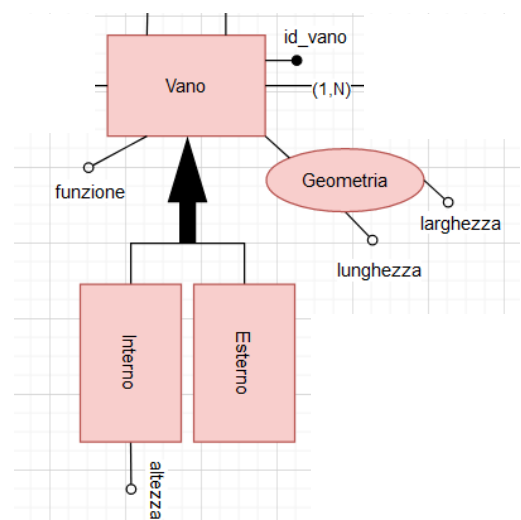 id_vano
Vano
(1,N)
funzione
Geometria
larghezza
lunghezza
Interno
Esterno
altezza